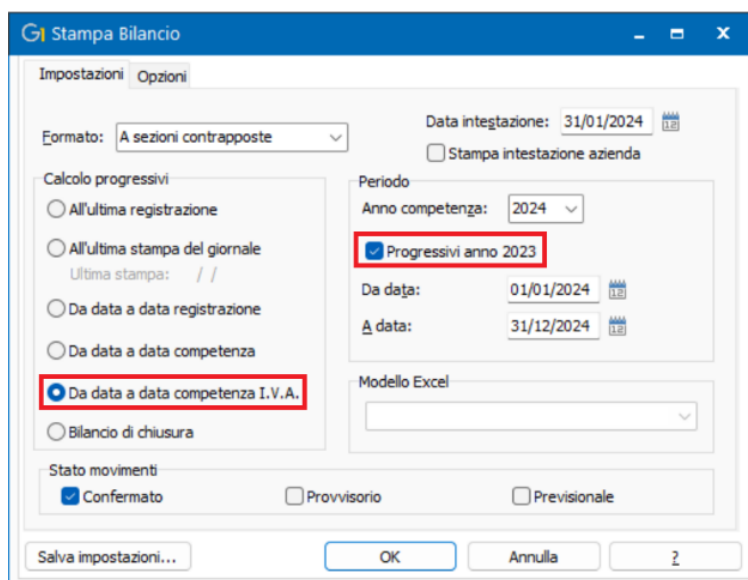 GI Stampa Bilancio
Impostazioni Opzioni
Formato: A sezioni contrapposte
Data intestazione: 31/01/2024
Stampa intestazione azienda
Calcolo progressivi
All'ultima registrazione
All'ultima stampa del giornale
Ultima stampa: / /
Da data a data registrazione
Da data a data competenza
Da data a data competenza I.V.A.
Bilancio di chiusura
Periodo
Anno competenza: 2024
Progressivi anno 2023
Da data: 01/01/2024
A data: 31/12/2024
Modello Excel
Stato movimenti
Confermato Provvisorio Previsionale
Salva impostazioni... OK Annulla ?